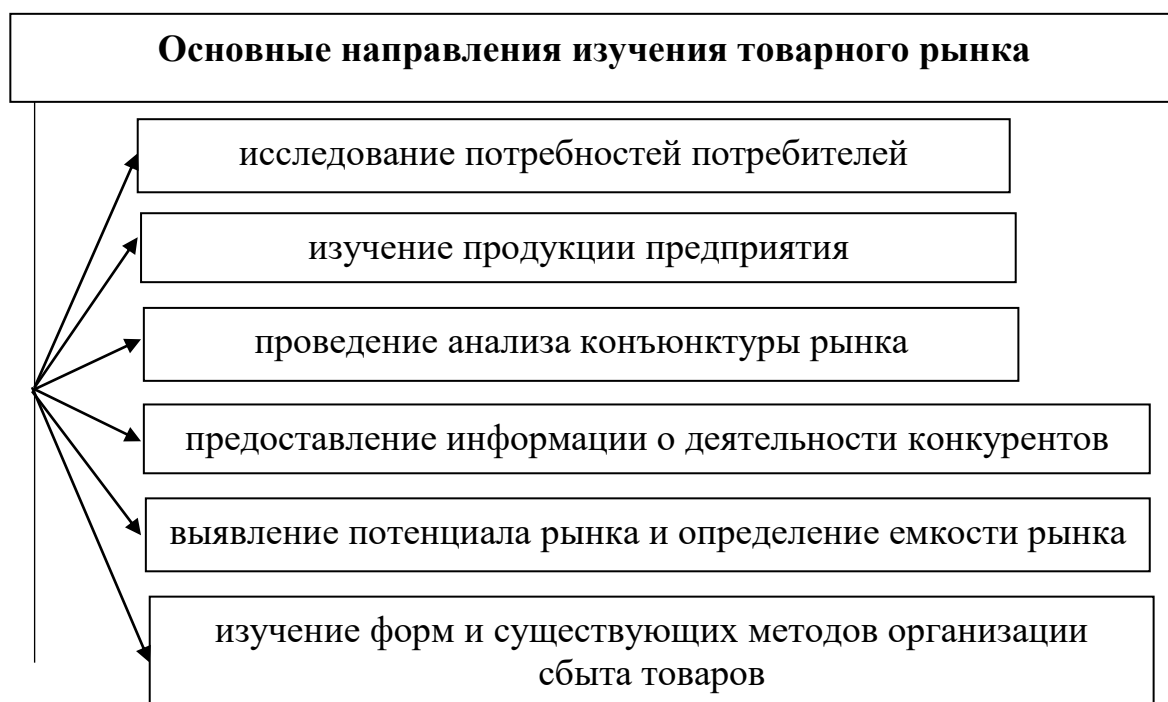 Основные направления изучения товарного рынка
исследование потребностей потребителей
изучение продукции предприятия
проведение анализа конъюнктуры рынка
предоставление информации о деятельности конкурентов
выявление потенциала рынка и определение емкости рынка
изучение форм и существующих методов организации
сбыта товаров